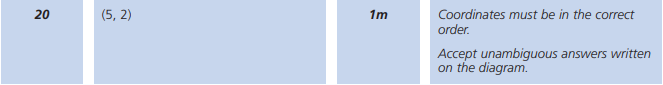 20
(5, 2)
1m
Coordinates must be in the correct
order.
Accept unambiguous answers written
on the diagram.